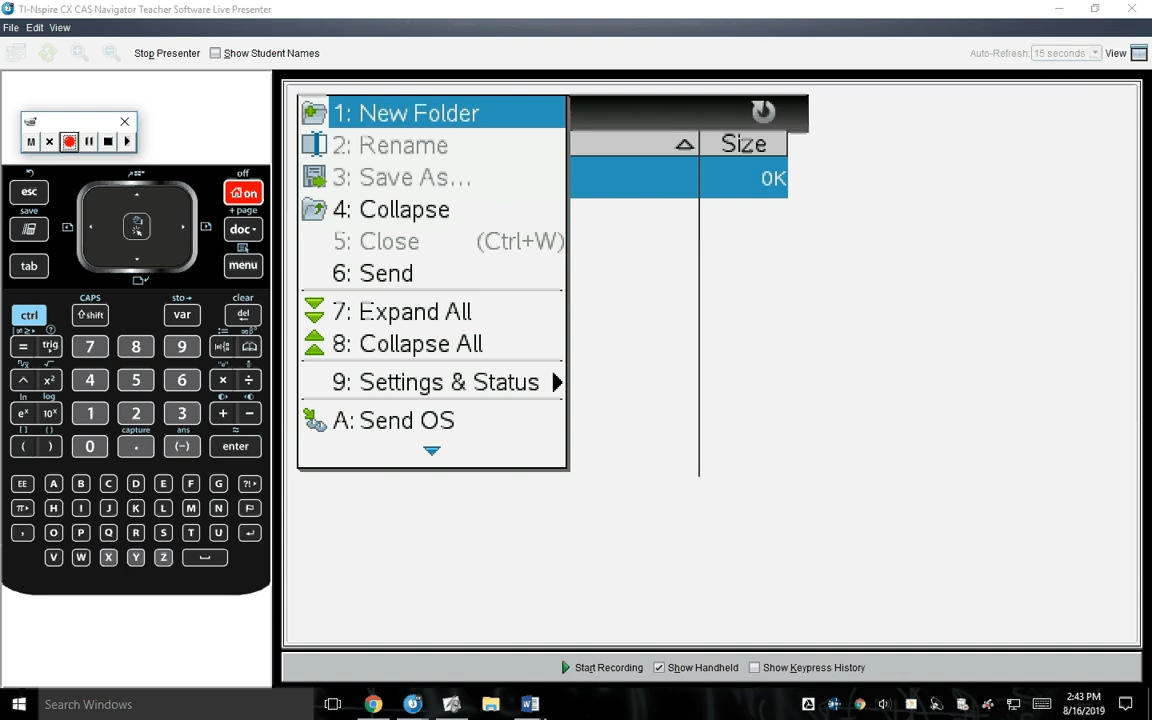 TI-Nspire CX CAS Navigator Teacher Software Live Presenter
File Edit View
Stop Presenter Show Student Names
Auto-Refresh: 15 seconds View
M
1: New Folder
2: Rename
3: Save As...
4: Collapse
5: Close (Ctrl+W)
6: Send
7: Expand All
8: Collapse All
9: Settings & Status
A: Send OS
Size
0K
off
esc
on
save
+ page
doc
tab
menu
CAPS sto→ clear
ctrl shift var del
= trig 7 8 9
^ x² 4 5 6 × ÷
ln log
eˣ 10ˣ 1 2 3 + −
[ ] { } capture ans ≈
( ) 0 . (−) enter
EE A B C D E F G ?!▸
π▸ H I J K L M N
, O P Q R S T U
V W X Y Z
Start Recording Show Handheld Show Keypress History
Search Windows
2:43 PM
8/16/2019